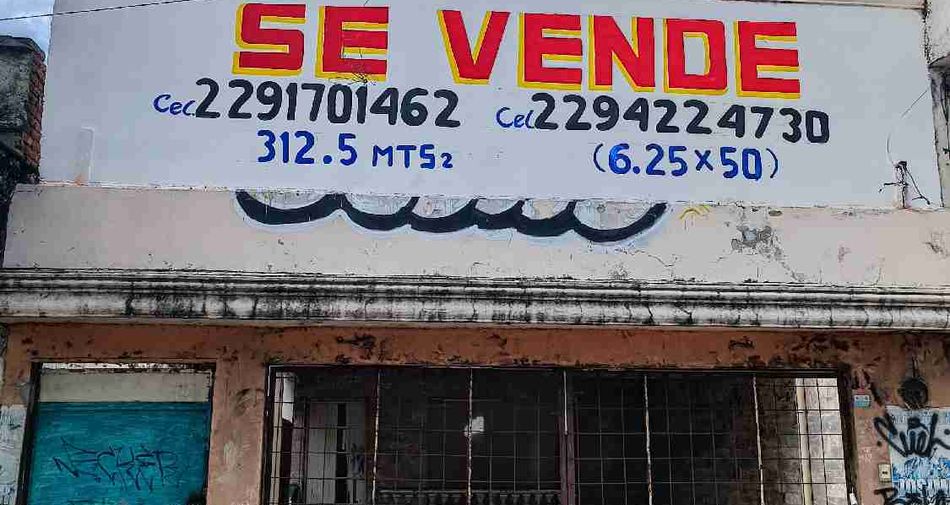 SE VENDE
Cel.2291701462 Cel.2294224730
312.5 MTS2 (6.25x50)